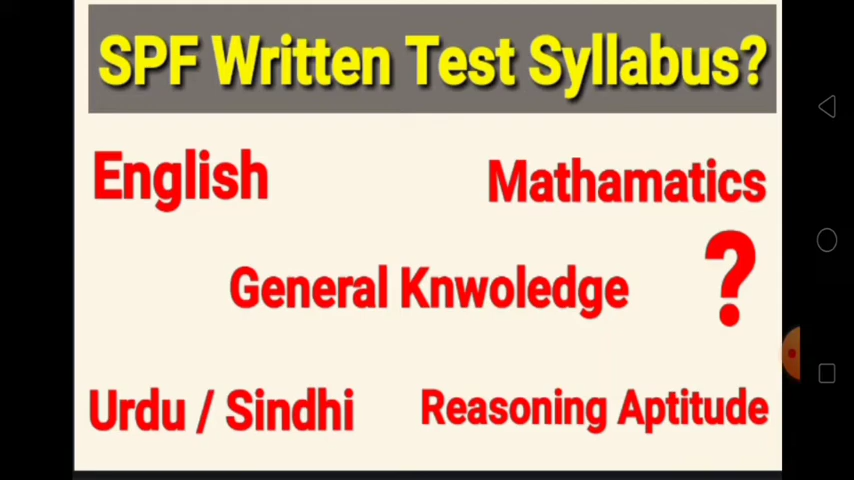 SPF Written Test Syllabus?
English
Mathamatics
General Knwoledge
?
Urdu / Sindhi
Reasoning Aptitude